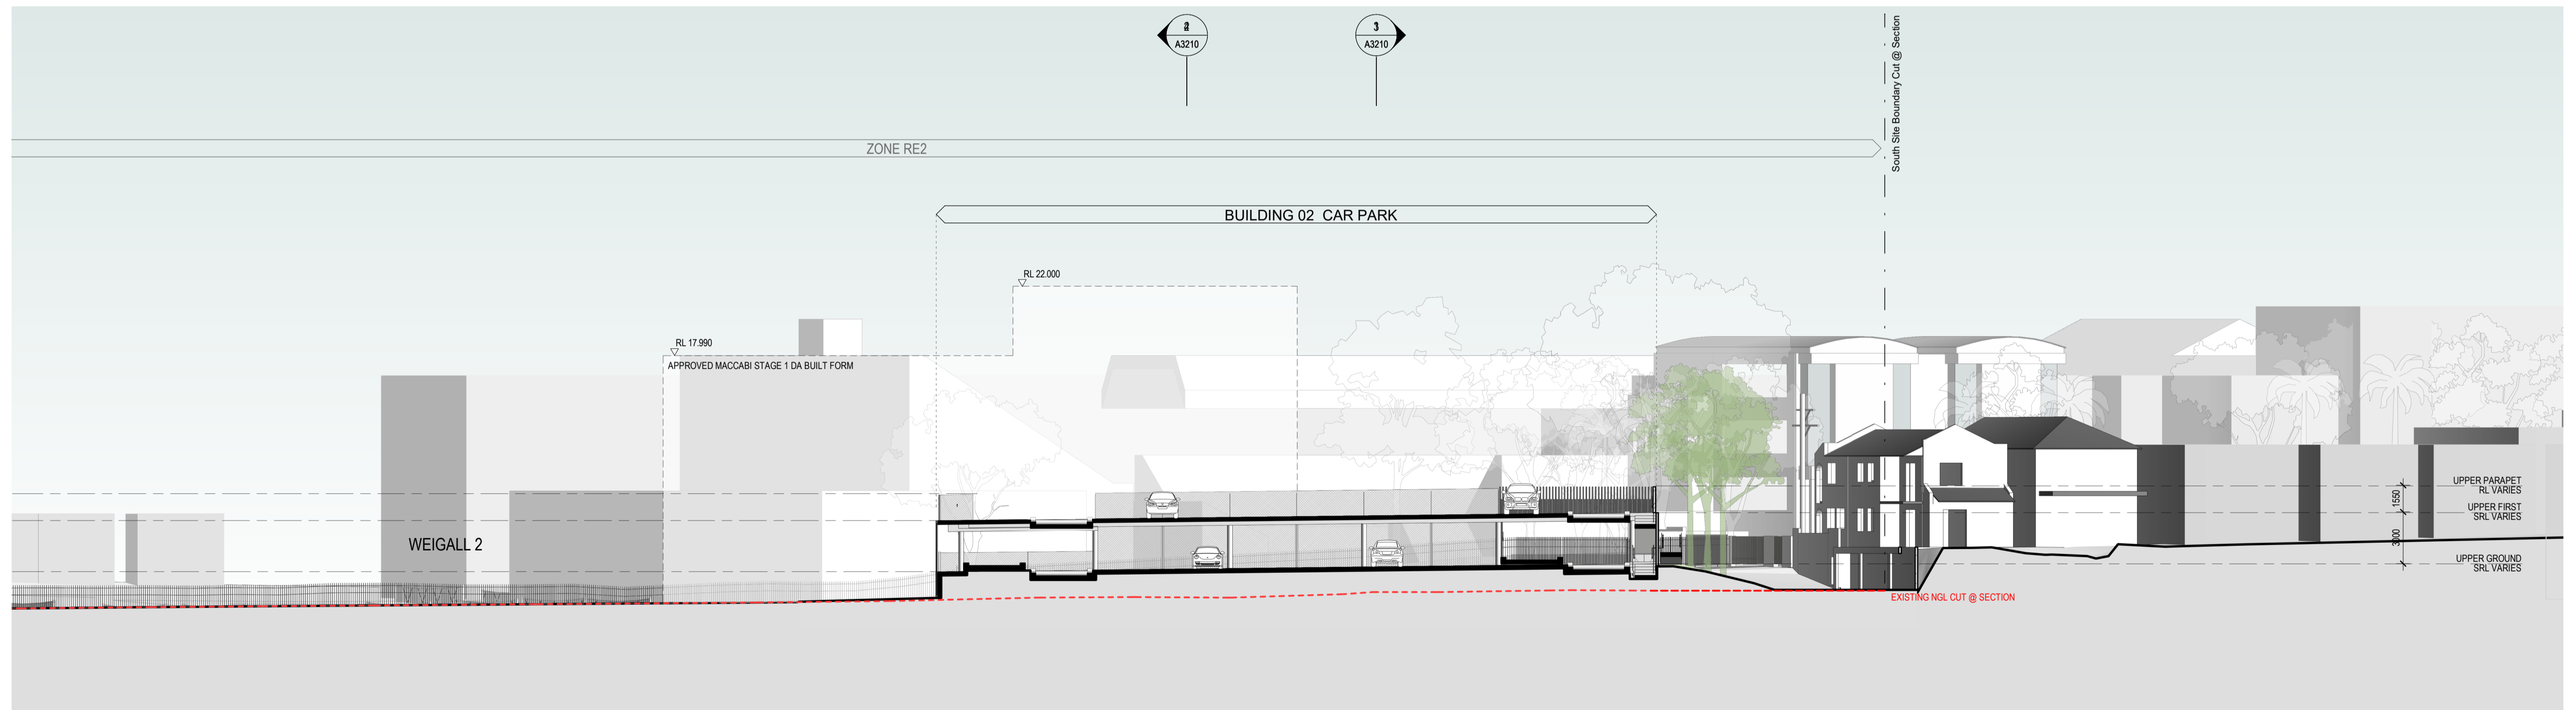 A3210
3
A3210
South Site Boundary Cut @ Section
ZONE RE2
BUILDING 02 CAR PARK
RL 22.000
RL 17.990
APPROVED MACCABI STAGE 1 DA BUILT FORM
WEIGALL 2
UPPER PARAPET
RL VARIES
1550
UPPER FIRST
SRL VARIES
3000
UPPER GROUND
SRL VARIES
EXISTING NGL CUT @ SECTION